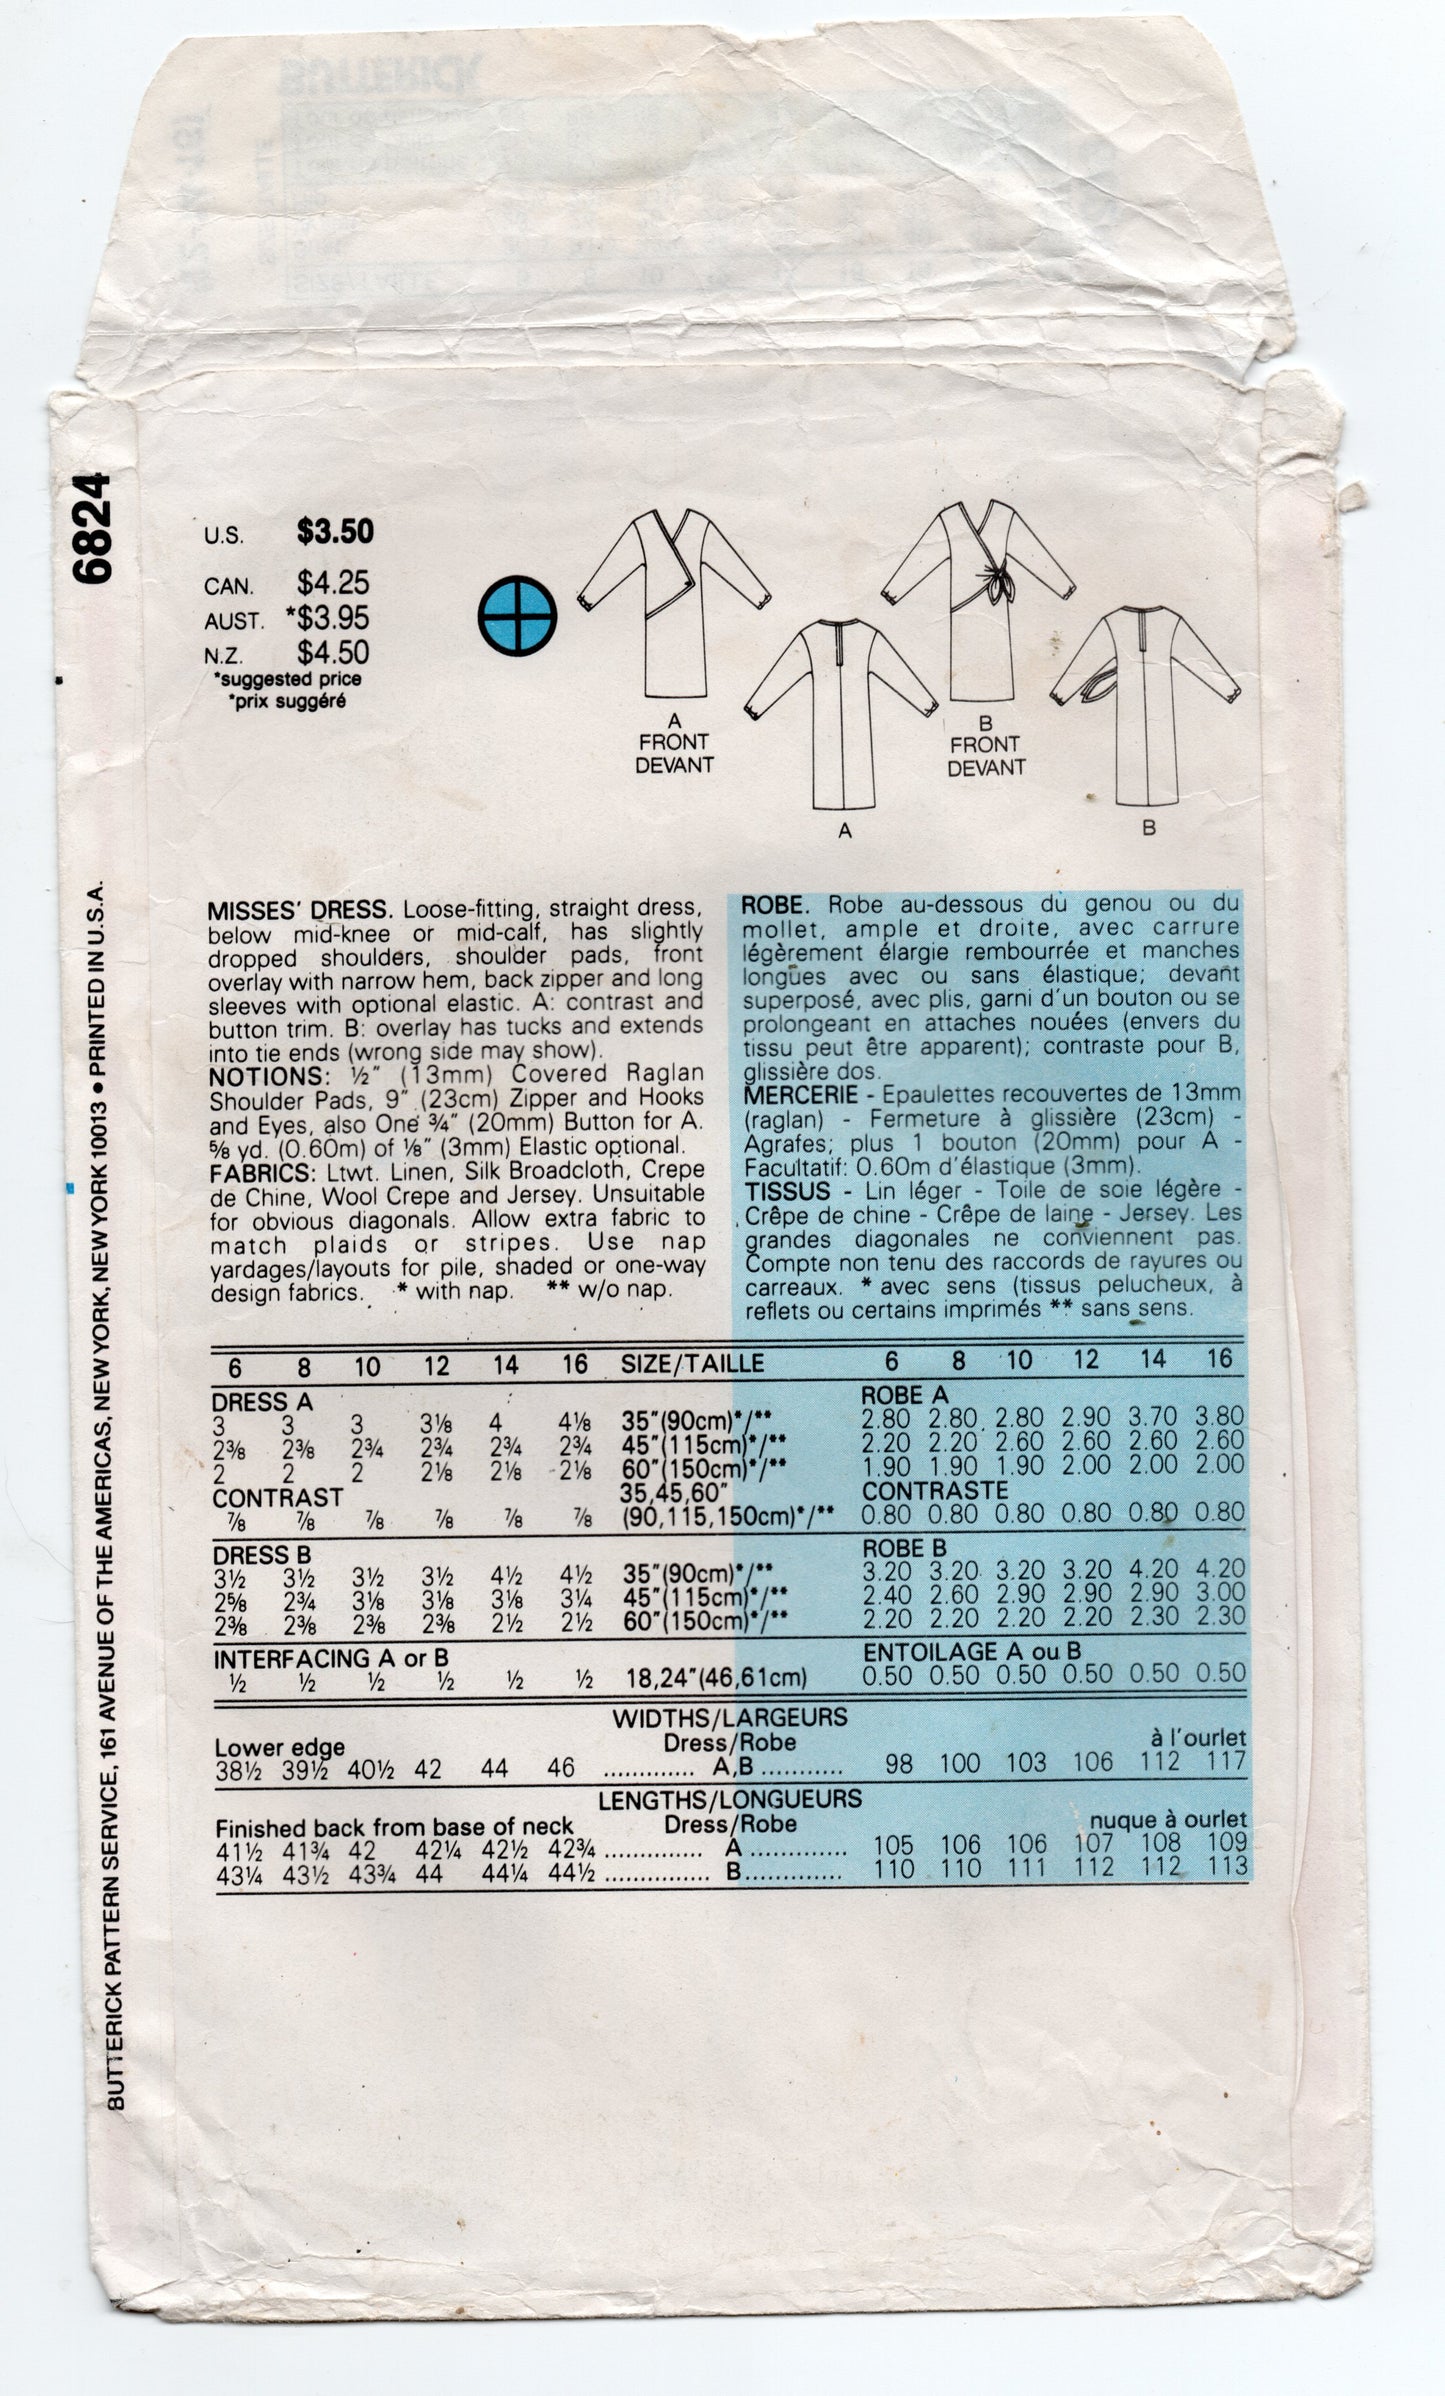 BUTTERICK
SIZE/TAILLE
6824
BUTTERICK PATTERN SERVICE, 161 AVENUE OF THE AMERICAS, NEW YORK, NEW YORK 10013 ● PRINTED IN U.S.A.
U.S. $3.50
CAN. $4.25
AUST. *$3.95
N.Z. $4.50
*suggested price
*prix suggéré
A
FRONT
DEVANT
A
B
FRONT
DEVANT
B
MISSES' DRESS. Loose-fitting, straight dress,
below mid-knee or mid-calf, has slightly
dropped shoulders, shoulder pads, front
overlay with narrow hem, back zipper and long
sleeves with optional elastic. A: contrast and
button trim. B: overlay has tucks and extends
into tie ends (wrong side may show).
NOTIONS: ½" (13mm) Covered Raglan
Shoulder Pads, 9" (23cm) Zipper and Hooks
and Eyes, also One ¾" (20mm) Button for A.
⅝ yd. (0.60m) of ⅛" (3mm) Elastic optional.
FABRICS: Ltwt. Linen, Silk Broadcloth, Crepe
de Chine, Wool Crepe and Jersey. Unsuitable
for obvious diagonals. Allow extra fabric to
match plaids or stripes. Use nap
yardages/layouts for pile, shaded or one-way
design fabrics. * with nap. ** w/o nap.
ROBE. Robe au-dessous du genou ou du
mollet, ample et droite, avec carrure
légèrement élargie rembourrée et manches
longues avec ou sans élastique; devant
superposé, avec plis, garni d'un bouton ou se
prolongeant en attaches nouées (envers du
tissu peut être apparent); contraste pour B,
glissière dos.
MERCERIE - Epaulettes recouvertes de 13mm
(raglan) - Fermeture à glissière (23cm) -
Agrafes; plus 1 bouton (20mm) pour A -
Facultatif: 0.60m d'élastique (3mm).
TISSUS - Lin léger - Toile de soie légère -
Crêpe de chine - Crêpe de laine - Jersey. Les
grandes diagonales ne conviennent pas.
Compte non tenu des raccords de rayures ou
carreaux. * avec sens (tissus pelucheux, à
reflets ou certains imprimés ** sans sens.
6 8 10 12 14 16 SIZE/TAILLE 6 8 10 12 14 16
DRESS A ROBE A
3 3 3 3⅛ 4 4⅛ 35"(90cm)*/** 2.80 2.80 2.80 2.90 3.70 3.80
2⅜ 2⅜ 2¾ 2¾ 2¾ 2¾ 45"(115cm)*/** 2.20 2.20 2.60 2.60 2.60 2.60
2 2 2 2⅛ 2⅛ 2⅛ 60"(150cm)*/** 1.90 1.90 1.90 2.00 2.00 2.00
CONTRAST 35,45,60" CONTRASTE
⅞ ⅞ ⅞ ⅞ ⅞ ⅞ (90,115,150cm)*/** 0.80 0.80 0.80 0.80 0.80 0.80
DRESS B ROBE B
3½ 3½ 3½ 3½ 4½ 4½ 35"(90cm)*/** 3.20 3.20 3.20 3.20 4.20 4.20
2⅝ 2¾ 3⅛ 3⅛ 3⅛ 3¼ 45"(115cm)*/** 2.40 2.60 2.90 2.90 2.90 3.00
2⅜ 2⅜ 2⅜ 2⅜ 2½ 2½ 60"(150cm)*/** 2.20 2.20 2.20 2.20 2.30 2.30
INTERFACING A or B ENTOILAGE A ou B
½ ½ ½ ½ ½ ½ 18,24"(46,61cm) 0.50 0.50 0.50 0.50 0.50 0.50
WIDTHS/LARGEURS
Lower edge Dress/Robe à l'ourlet
38½ 39½ 40½ 42 44 46 ............. A,B ........... 98 100 103 106 112 117
LENGTHS/LONGUEURS
Finished back from base of neck Dress/Robe nuque à ourlet
41½ 41¾ 42 42¼ 42½ 42¾ .............. A ............. 105 106 106 107 108 109
43¼ 43½ 43¾ 44 44¼ 44½ ............... B............. 110 110 111 112 112 113